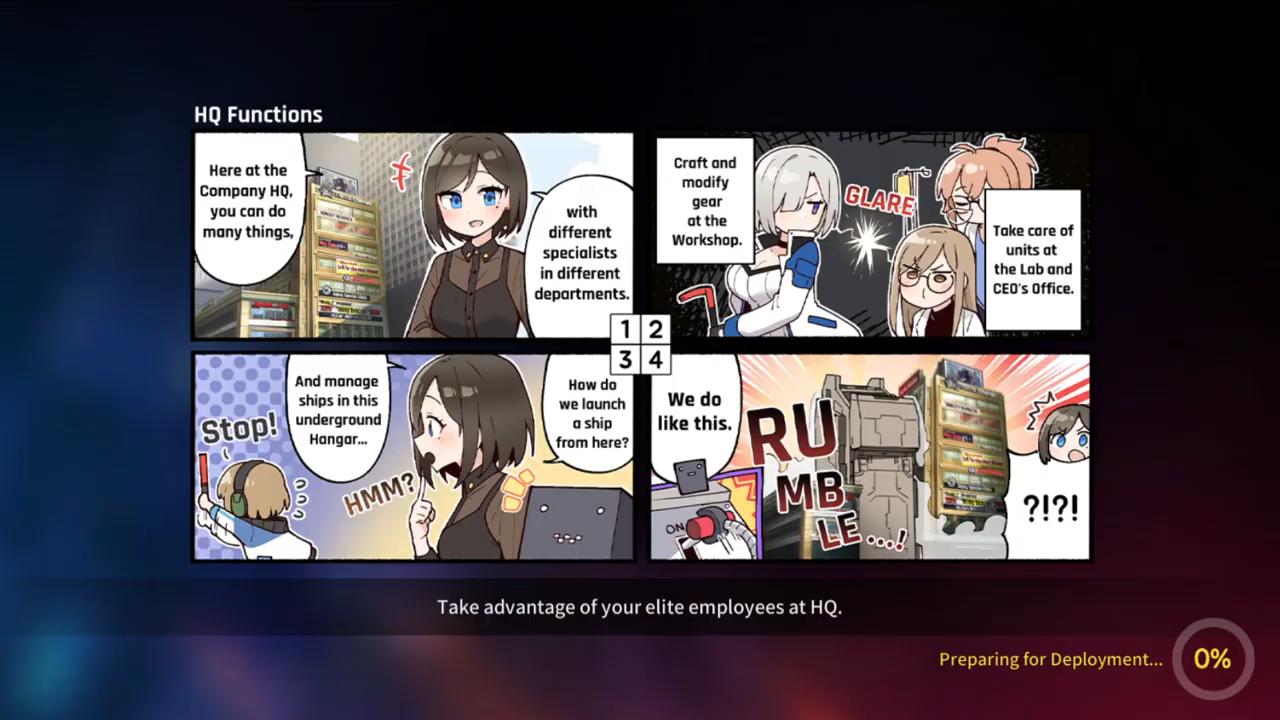 HQ Functions
Here at the
Company HQ,
you can do
many things,
with
different
specialists
in different
departments.
Craft and
modify
gear
at the
Workshop.
GLARE
Take care of
units at
the Lab and
CEO's Office.
1 2
3 4
Stop!
And manage
ships in this
underground
Hangar...
HMM?
How do
we launch
a ship
from here?
We do
like this.
ON
RU
MB
LE...!
?!?!
Take advantage of your elite employees at HQ.
Preparing for Deployment...
0%